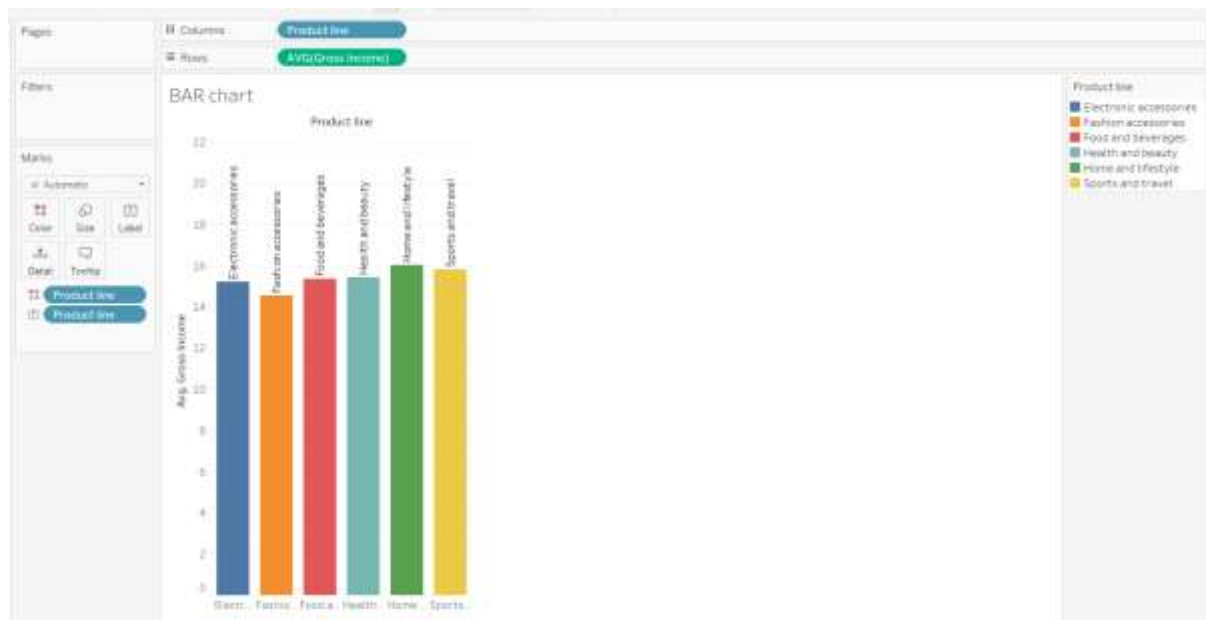 Pages
Columns
Product line
Rows
AVG(Gross Income)
Filters
BAR chart
Product line
Marks
Automatic
Color
Size
Label
Detail
Tooltip
Product line
Product line
Avg. Gross Income
22
20
18
16
14
12
10
8
6
4
2
0
Electronic accessories
Fashion accessories
Food and beverages
Health and beauty
Home and lifestyle
Sports and travel
Electr..
Fashio..
Food a..
Health ..
Home ..
Sports..
Product line
Electronic accessories
Fashion accessories
Food and beverages
Health and beauty
Home and lifestyle
Sports and travel